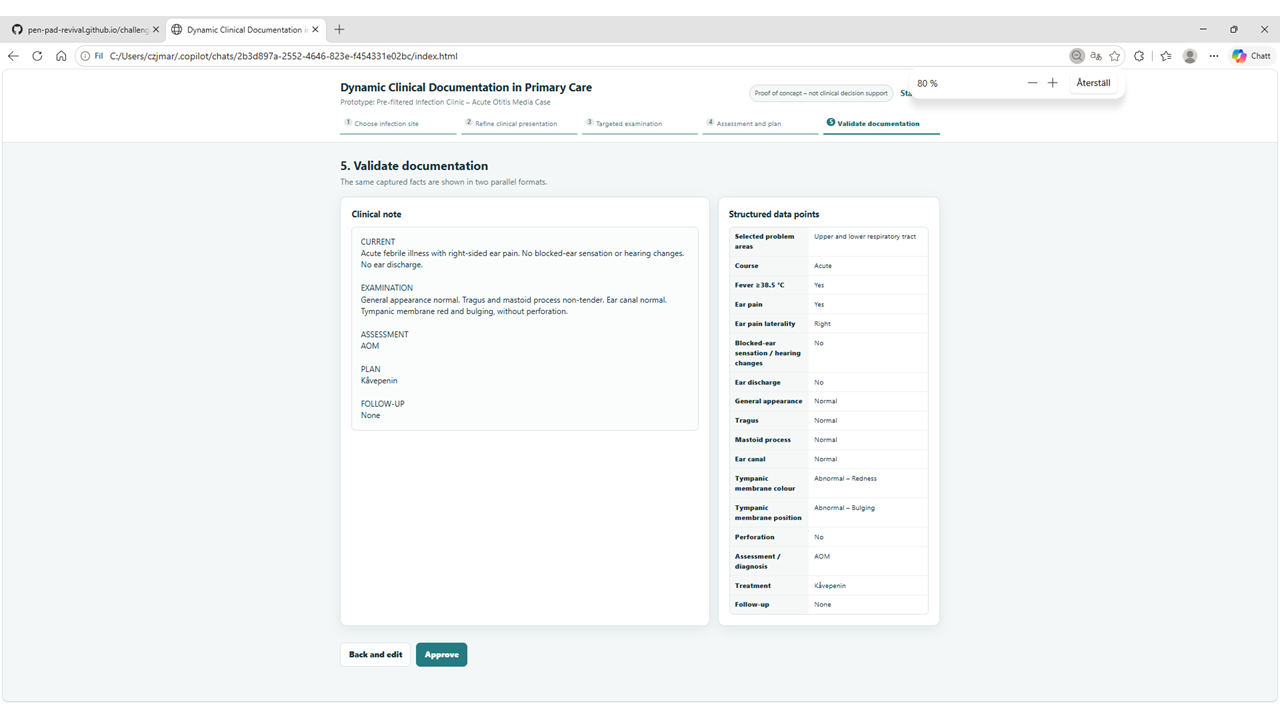 pen-pad-revival.github.io/challeng
Dynamic Clinical Documentation i
Fil C:/Users/czjmar/.copilot/chats/2b3d897a-2552-4646-823e-f454331e02bc/index.html
Chatt
80 %
Återställ
Dynamic Clinical Documentation in Primary Care
Prototype: Pre-filtered Infection Clinic – Acute Otitis Media Case
Proof of concept – not clinical decision support
Sta
1 Choose infection site
2 Refine clinical presentation
3 Targeted examination
4 Assessment and plan
5 Validate documentation
5. Validate documentation
The same captured facts are shown in two parallel formats.
Clinical note
CURRENT
Acute febrile illness with right-sided ear pain. No blocked-ear sensation or hearing changes.
No ear discharge.
EXAMINATION
General appearance normal. Tragus and mastoid process non-tender. Ear canal normal.
Tympanic membrane red and bulging, without perforation.
ASSESSMENT
AOM
PLAN
Kåvepenin
FOLLOW-UP
None
Structured data points
Selected problem areas Upper and lower respiratory tract
Course Acute
Fever ≥38.5 °C Yes
Ear pain Yes
Ear pain laterality Right
Blocked-ear sensation / hearing changes No
Ear discharge No
General appearance Normal
Tragus Normal
Mastoid process Normal
Ear canal Normal
Tympanic membrane colour Abnormal – Redness
Tympanic membrane position Abnormal – Bulging
Perforation No
Assessment / diagnosis AOM
Treatment Kåvepenin
Follow-up None
Back and edit
Approve